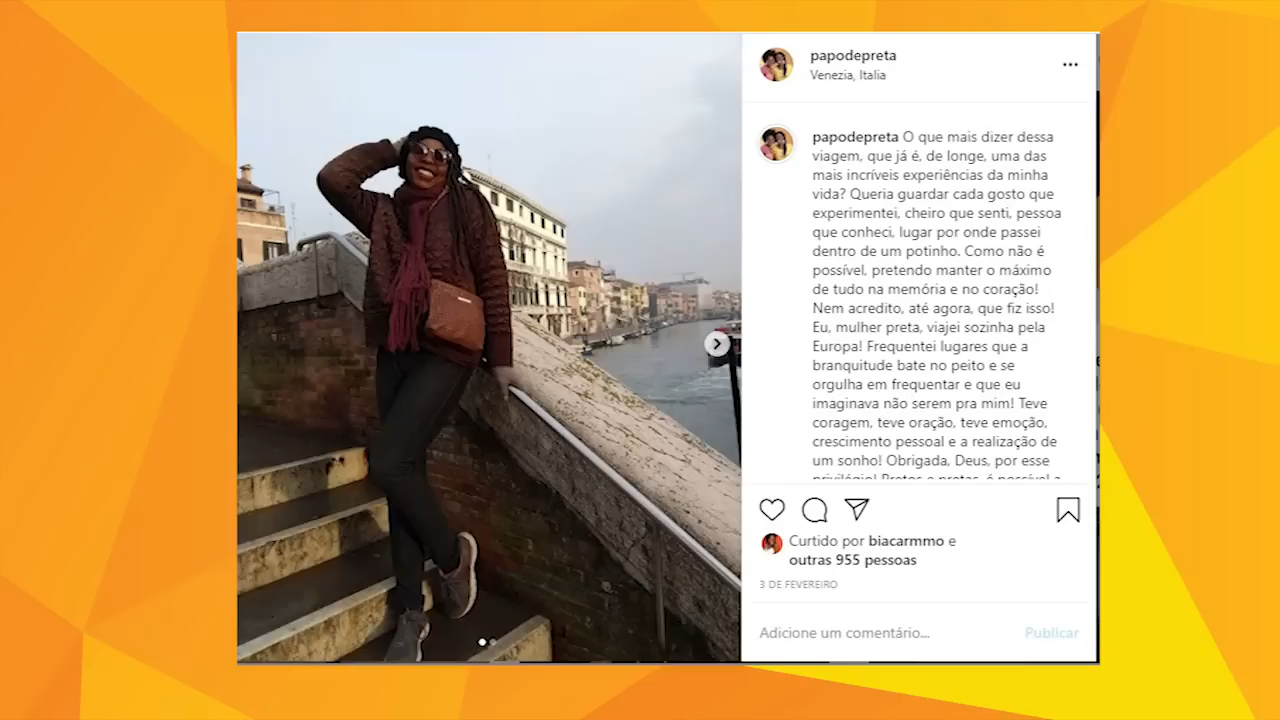 papodepreta
Venezia, Italia
papodepreta O que mais dizer dessa
viagem, que já é, de longe, uma das
mais incríveis experiências da minha
vida? Queria guardar cada gosto que
experimentei, cheiro que senti, pessoa
que conheci, lugar por onde passei
dentro de um potinho. Como não é
possível, pretendo manter o máximo
de tudo na memória e no coração!
Nem acredito, até agora, que fiz isso!
Eu, mulher preta, viajei sozinha pela
Europa! Frequentei lugares que a
branquitude bate no peito e se
orgulha em frequentar e que eu
imaginava não serem pra mim! Teve
coragem, teve oração, teve emoção,
crescimento pessoal e a realização de
um sonho! Obrigada, Deus, por esse
privilégio! Pretos e pretas, é possível a
Curtido por biacarmmo e
outras 955 pessoas
3 DE FEVEREIRO
Adicione um comentário...
Publicar